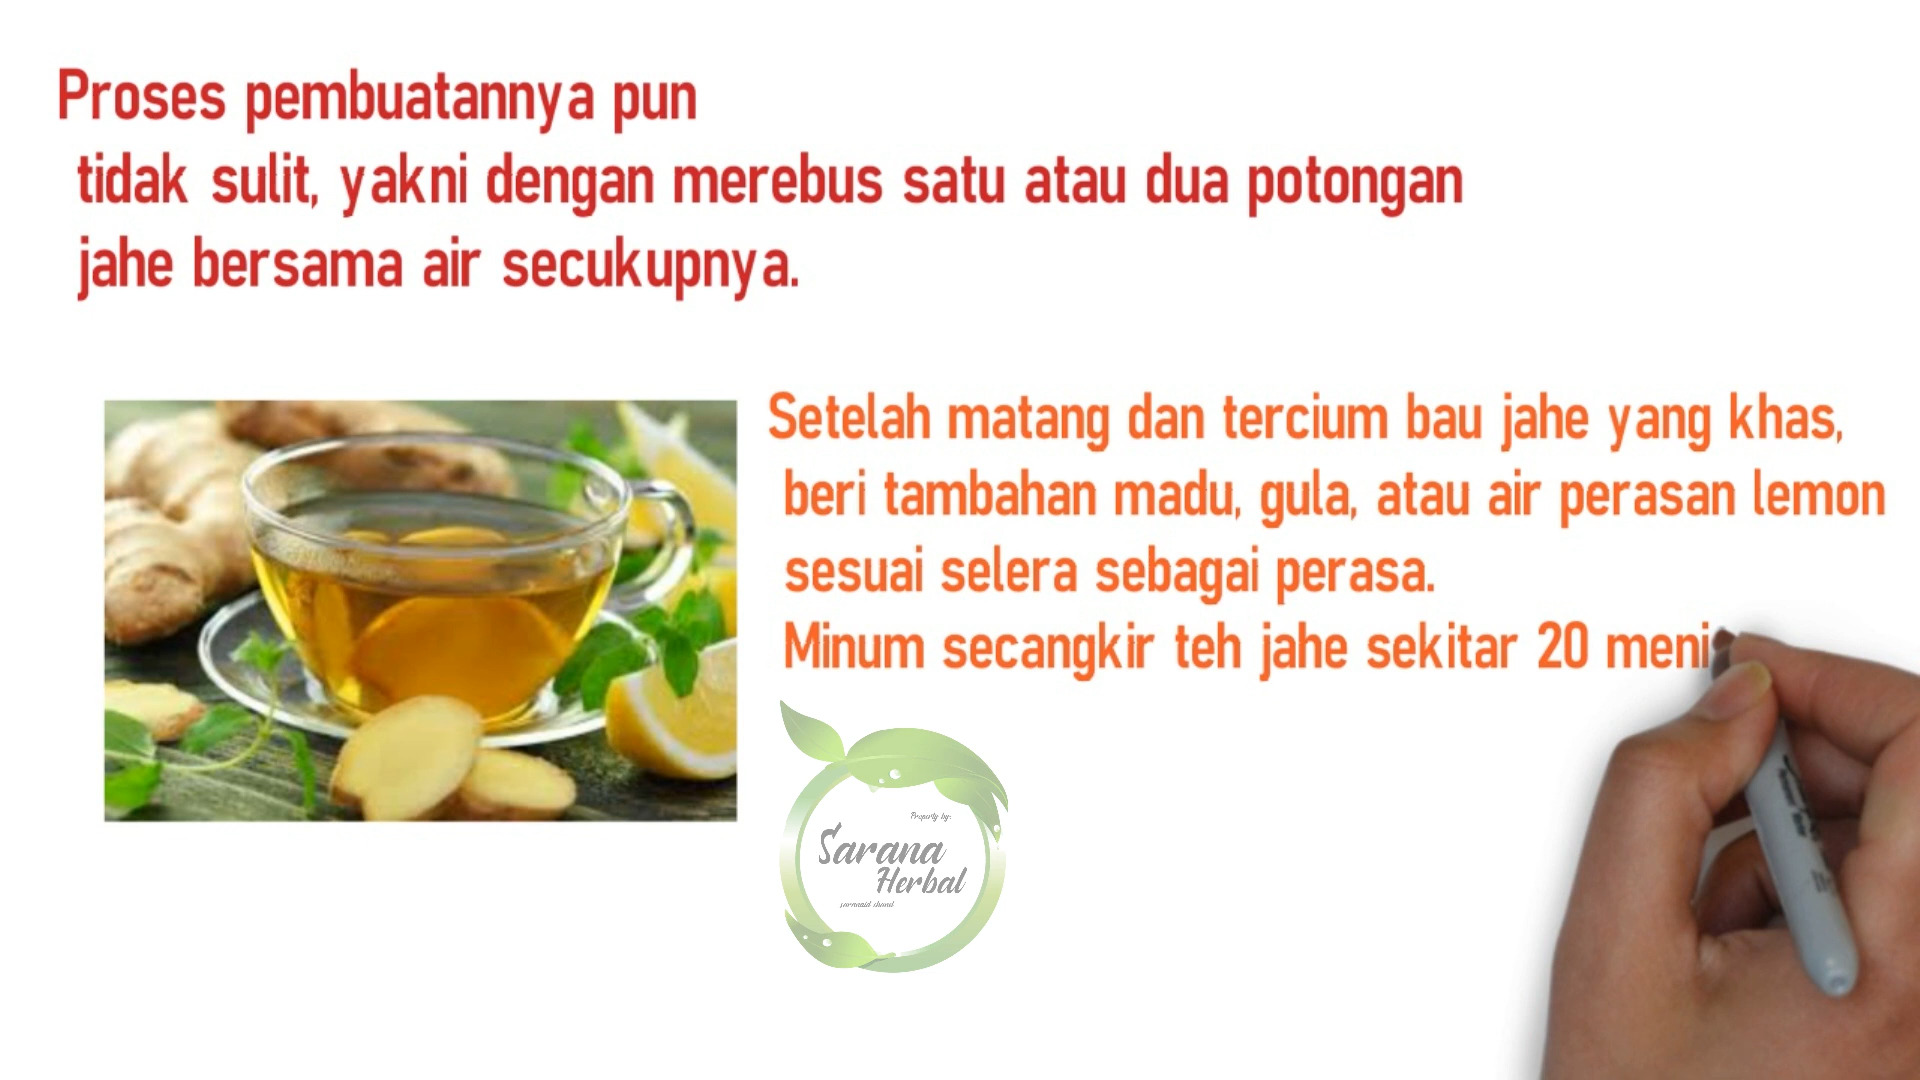 Proses pembuatannya pun
tidak sulit, yakni dengan merebus satu atau dua potongan
jahe bersama air secukupnya.
Setelah matang dan tercium bau jahe yang khas,
beri tambahan madu, gula, atau air perasan lemon
sesuai selera sebagai perasa.
Minum secangkir teh jahe sekitar 20 meni
Property by:
Sarana
Herbal